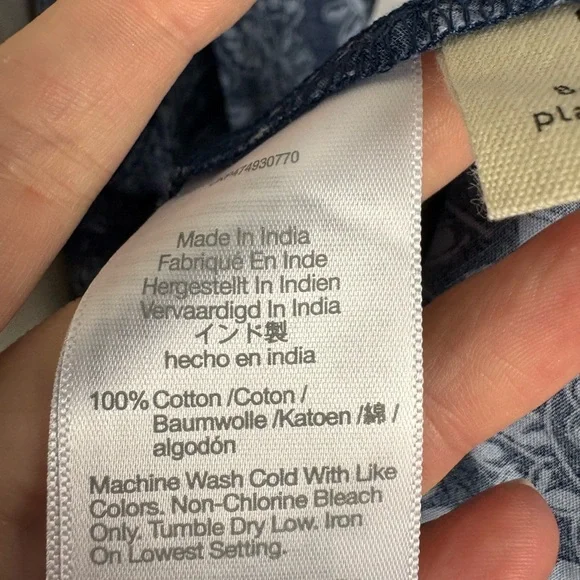 Made In India
Fabriqué En Inde
Hergestellt In Indien
Vervaardigd In India
インド製
hecho en india
100% Cotton /Coton /
Baumwolle /Katoen /綿 /
algodón
Machine Wash Cold With Like
Colors. Non-Chlorine Bleach
Only. Tumble Dry Low. Iron
On Lowest Setting.